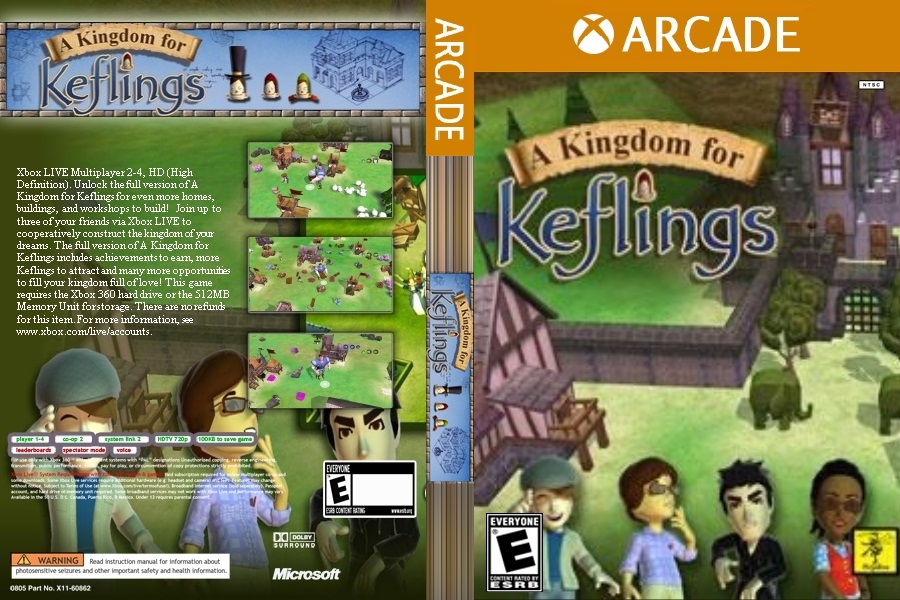 A Kingdom for
Keflings
Xbox LIVE Multiplayer 2-4, HD (High
Definition). Unlock the full version of A
Kingdom for Keflings for even more homes,
buildings, and workshops to build! Join up to
three of your friends via Xbox LIVE to
cooperatively construct the kingdom of your
dreams. The full version of A Kingdom for
Keflings includes achievements to earn, more
Keflings to attract and many more opportunities
to fill your kingdom full of love! This game
requires the Xbox 360 hard drive or the 512MB
Memory Unit for storage. There are no refunds
for this item. For more information, see
www.xbox.com/live/accounts.
player 1-4 co-op 2 system link 2 HDTV 720p 100KB to save game
leaderboards spectator mode voice
EVERYONE
E
ESRB CONTENT RATING www.esrb.org
DOLBY
SURROUND
WARNING Read instruction manual for information about
photosensitive seizures and other important safety and health information.
Microsoft
0805 Part No. X11-60862
ARCADE
A Kingdom for
Keflings
ARCADE
NTSC
A Kingdom for
Keflings
EVERYONE
E
CONTENT RATED BY
ESRB